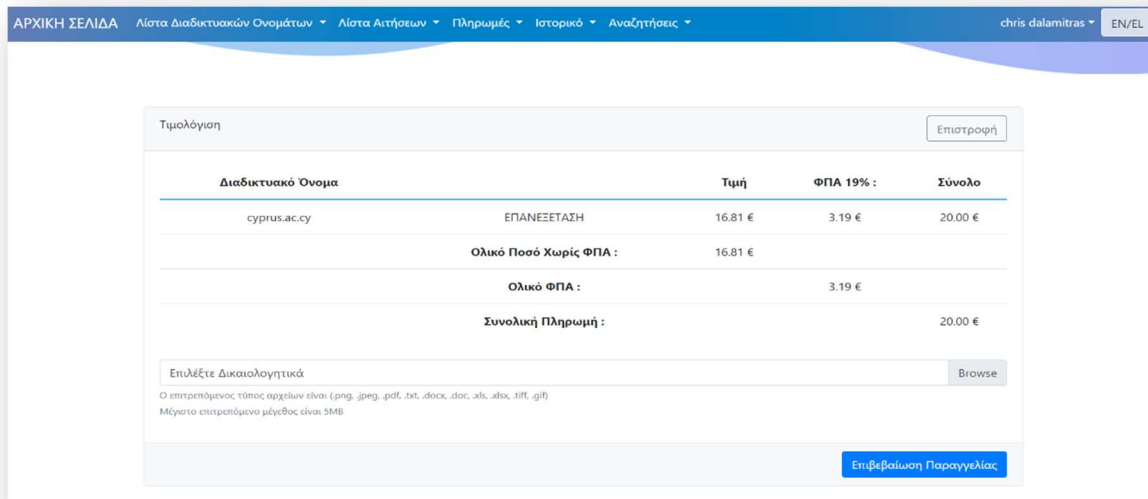 ΑΡΧΙΚΗ ΣΕΛΙΔΑ Λίστα Διαδικτυακών Ονομάτων Λίστα Αιτήσεων Πληρωμές Ιστορικό Αναζητήσεις chris dalamitras EN/EL
Τιμολόγιση Επιστροφή
Διαδικτυακό Όνομα Τιμή ΦΠΑ 19% : Σύνολο
cyprus.ac.cy ΕΠΑΝΕΞΕΤΑΣΗ 16.81 € 3.19 € 20.00 €
Ολικό Ποσό Χωρίς ΦΠΑ : 16.81 €
Ολικό ΦΠΑ : 3.19 €
Συνολική Πληρωμή : 20.00 €
Επιλέξτε Δικαιολογητικά Browse
Ο επιτρεπόμενος τύπος αρχείων είναι (.png, .jpeg, .pdf, .txt, .docx, .doc, .xls, .xlsx, .tiff, .gif)
Μέγιστο επιτρεπόμενο μέγεθος είναι 5MB
Επιβεβαίωση Παραγγελίας